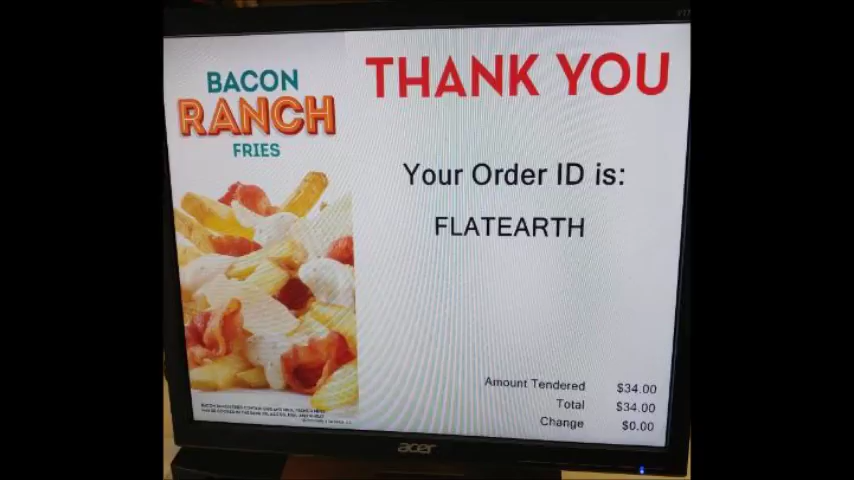 BACON
RANCH
FRIES
THANK YOU
Your Order ID is:
FLATEARTH
Amount Tendered $34.00
Total $34.00
Change $0.00
acer